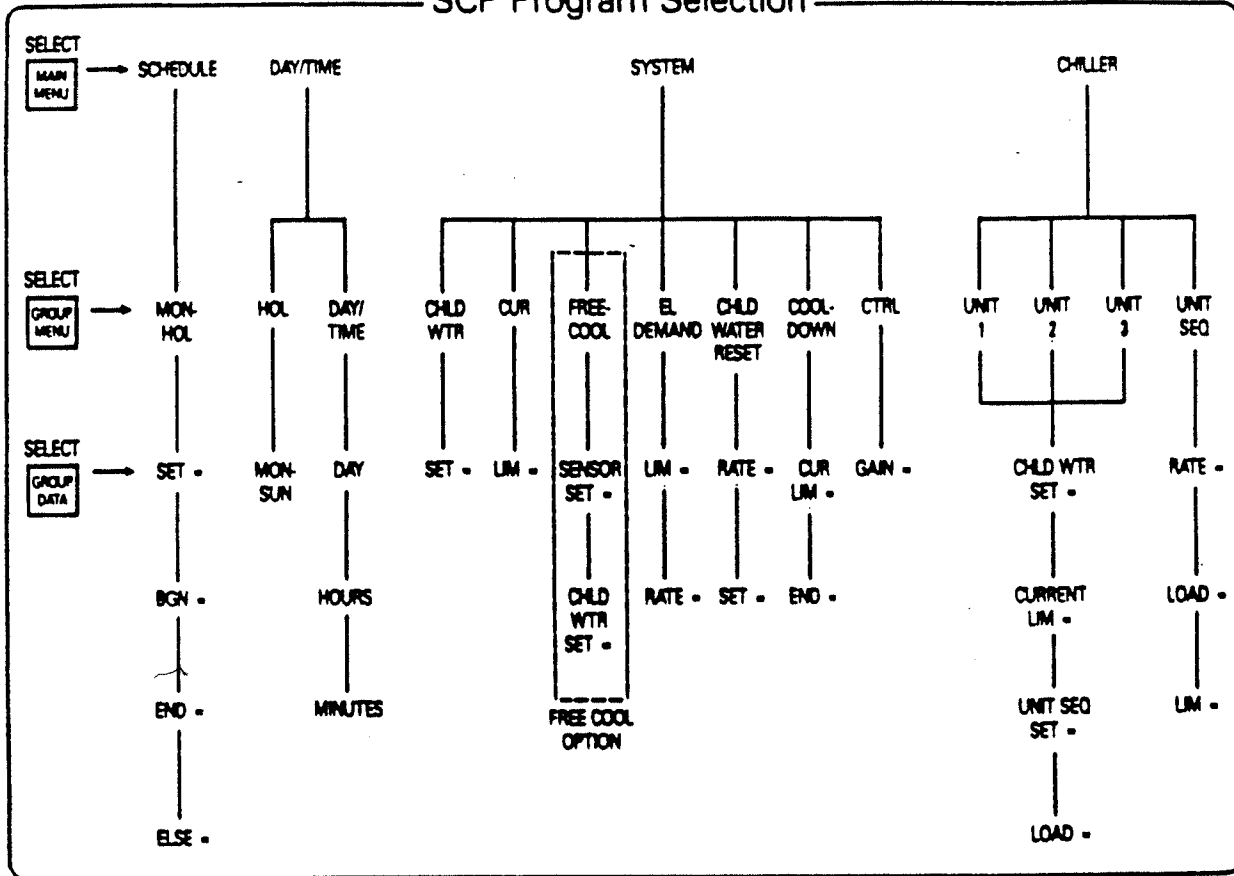 SCP Program Selection
SELECT
MAIN MENU
SCHEDULE DAY/TIME SYSTEM CHILLER
SELECT
GROUP MENU
MON-HOL
HOL
DAY/TIME
CHLD WTR
CUR
FREE-COOL
EL DEMAND
CHLD WATER RESET
COOL-DOWN
CTRL
UNIT 1
UNIT 2
UNIT 3
UNIT SEQ
SELECT
GROUP DATA
SET =
MON-SUN
DAY
SET =
LIM =
SENSOR SET =
LIM =
RATE =
CUR LIM =
GAIN =
CHLD WTR SET =
RATE =
BGN =
HOURS
CHLD WTR SET =
RATE =
SET =
END =
CURRENT LIM =
LOAD =
END =
MINUTES
FREE COOL OPTION
UNIT SEQ SET =
LIM =
ELSE =
LOAD =